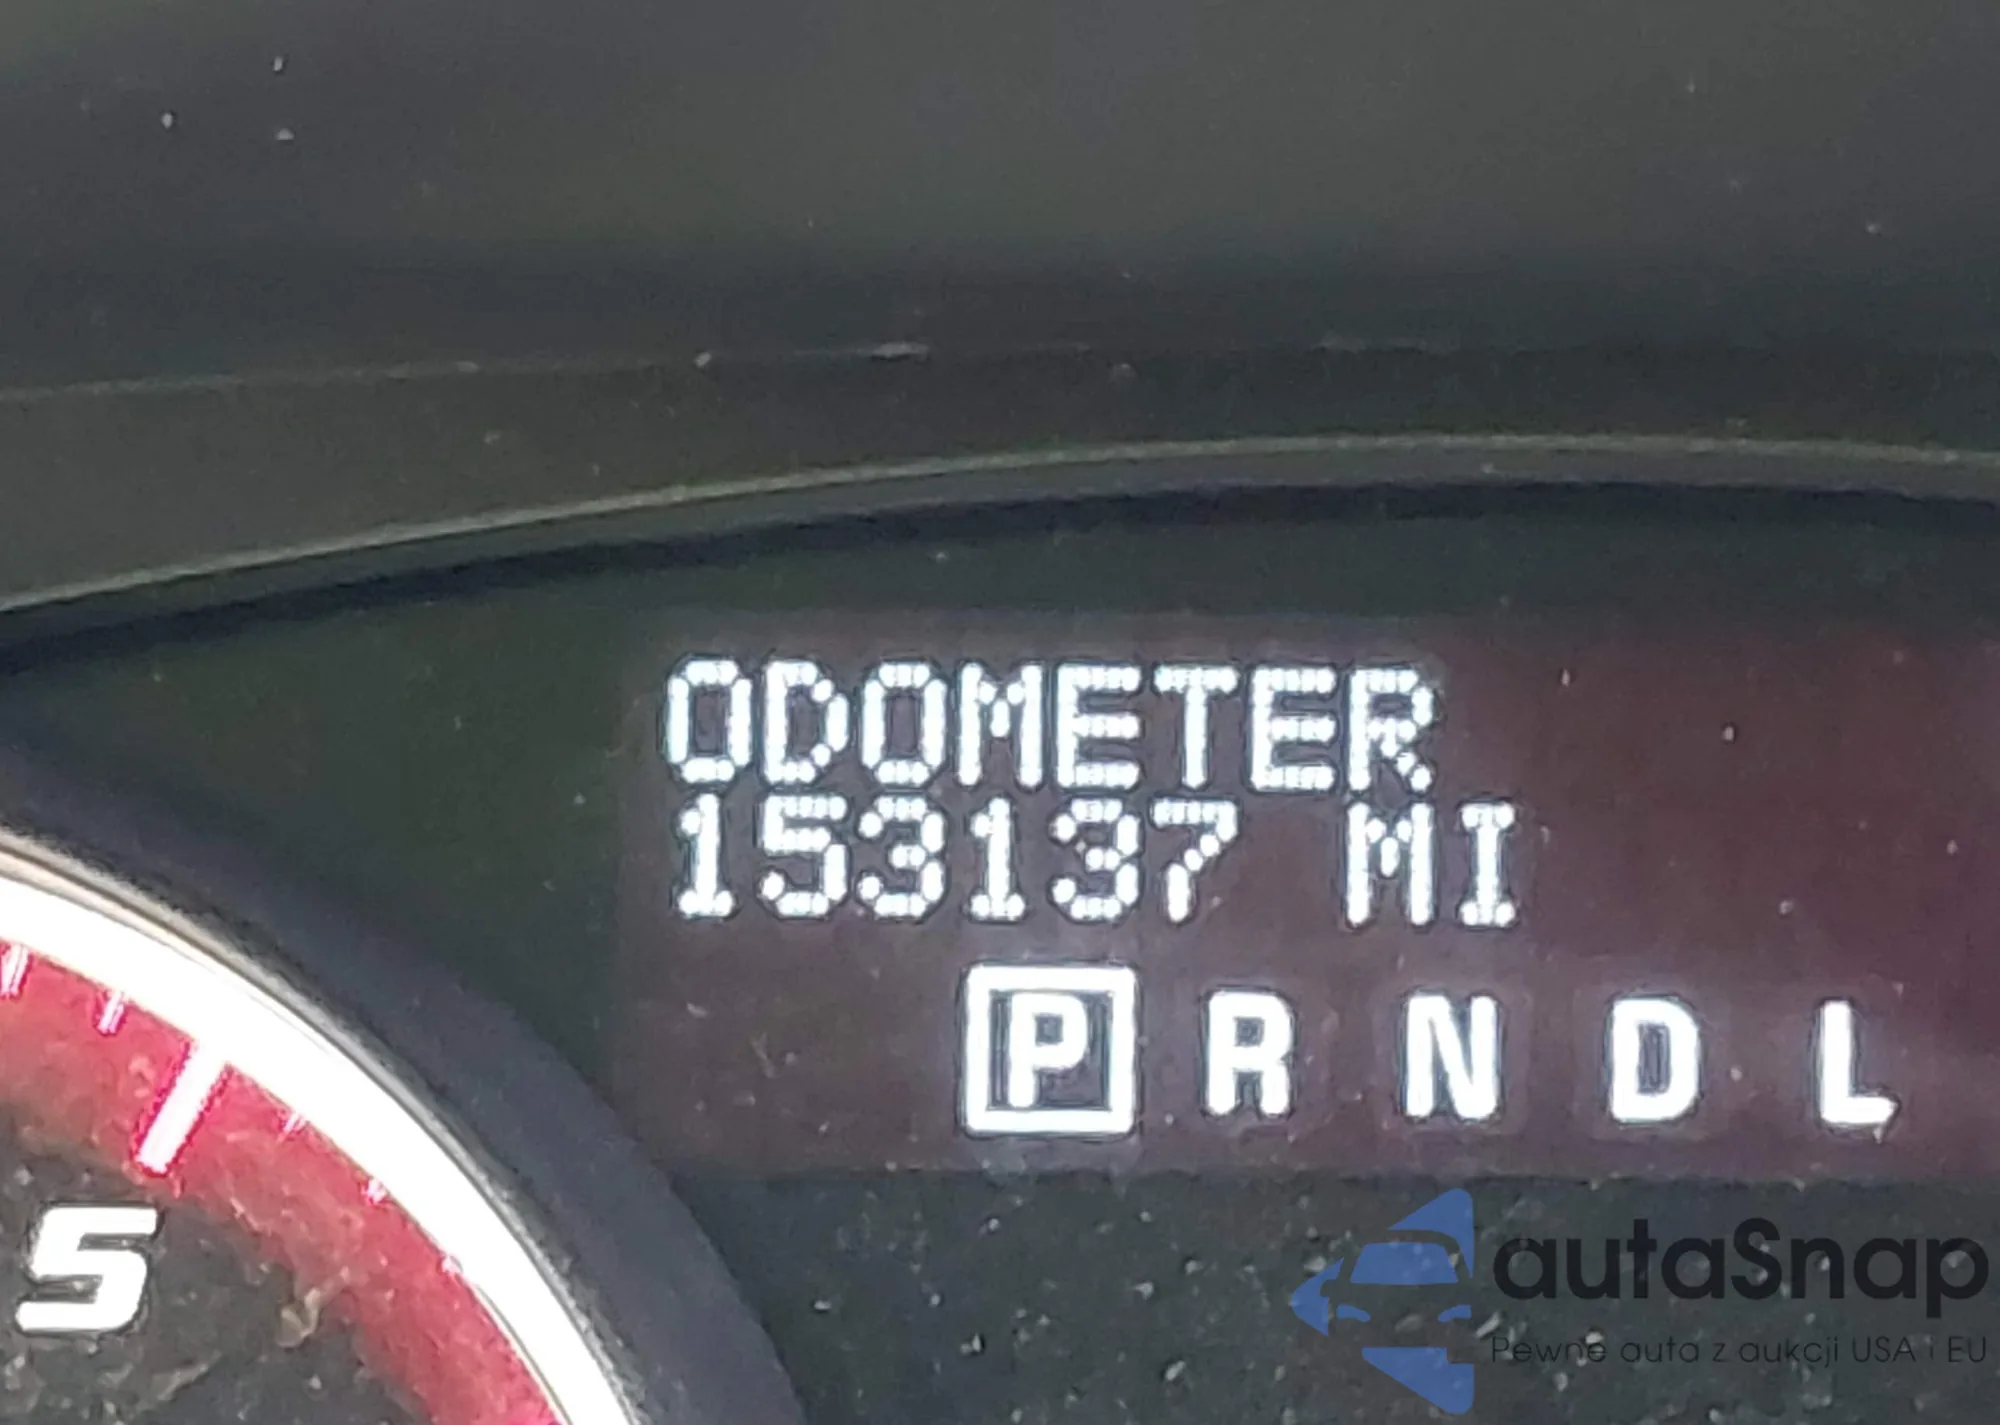 ODOMETER
153137 MI
P R N D L
5
autaSnap
Pewne auta z aukcji USA i EU